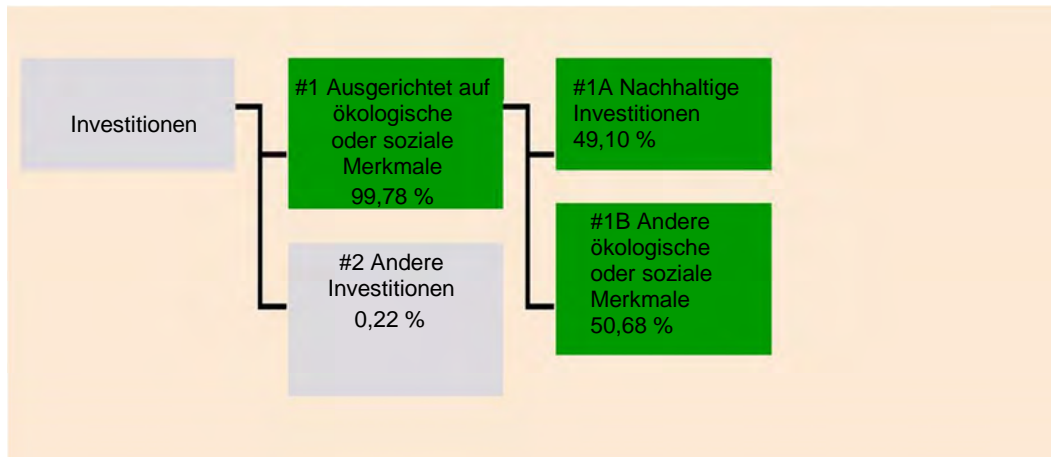 Investitionen
#1 Ausgerichtet auf
ökologische
oder soziale
Merkmale
99,78 %
#2 Andere
Investitionen
0,22 %
#1A Nachhaltige
Investitionen
49,10 %
#1B Andere
ökologische
oder soziale
Merkmale
50,68 %